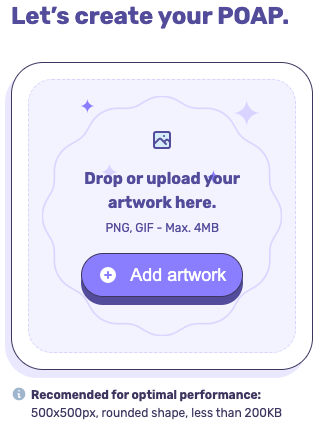 Let's create your POAP.
Drop or upload your
artwork here.
PNG, GIF - Max. 4MB
Add artwork
Recomended for optimal performance:
500x500px, rounded shape, less than 200KB